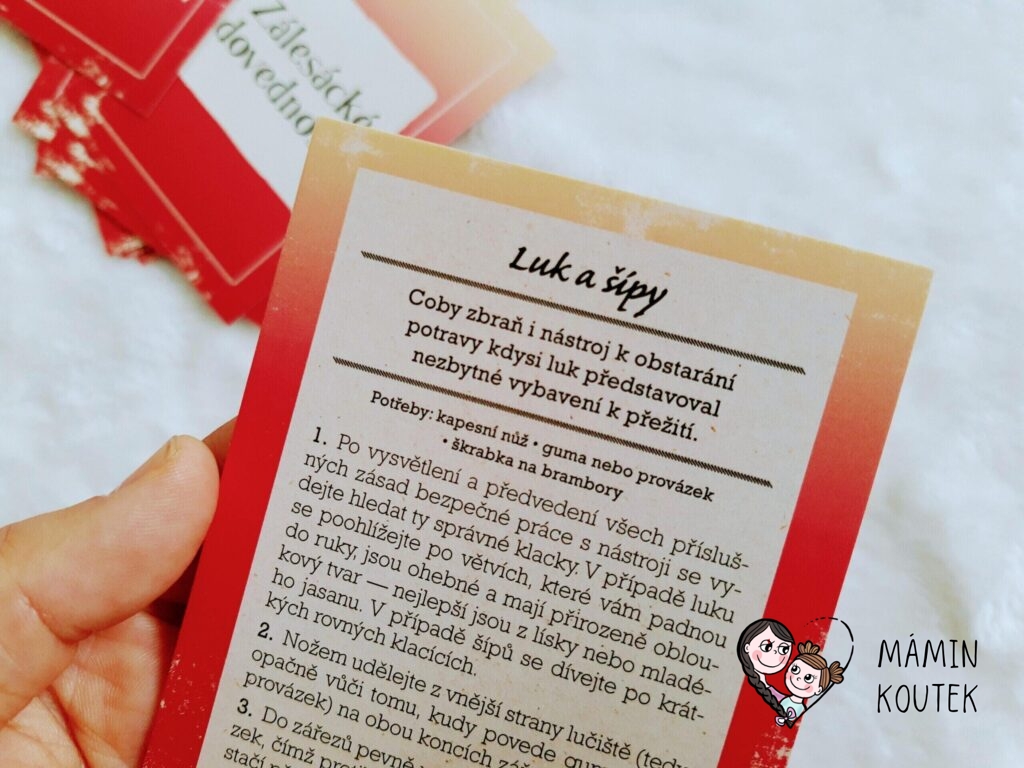 Zálesácké
Luk a šípy
Coby zbraň i nástroj k obstarání
potravy kdysi luk představoval
nezbytné vybavení k přežití.
Potřeby: kapesní nůž • guma nebo provázek
• škrabka na brambory
1. Po vysvětlení a předvedení všech přísluš-
ných zásad bezpečné práce s nástroji se vy-
dejte hledat ty správné klacky. V případě luku
se poohlížejte po větvích, které vám padnou
do ruky, jsou ohebné a mají přirozeně oblou-
kový tvar — nejlepší jsou z lísky nebo mladé-
ho jasanu. V případě šípů se dívejte po krát-
kých rovných klacících.
2. Nožem udělejte z vnější strany lučiště (tedy
opačně vůči tomu, kudy povede guma
provázek) na obou koncích
3. Do zářezů pevně
zek, čímž
stačí
MÁMIN
KOUTEK